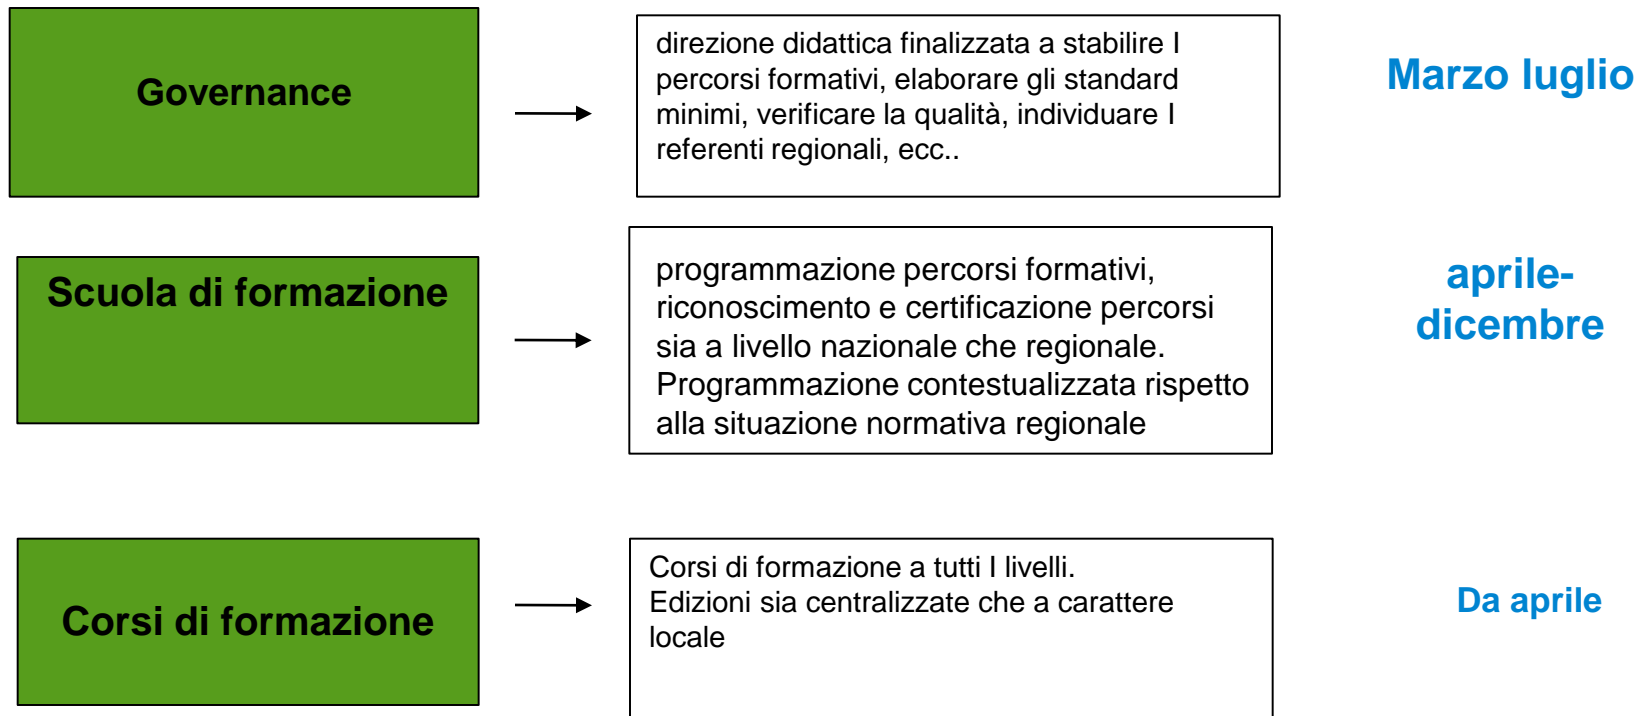 Governance
direzione didattica finalizzata a stabilire I
percorsi formativi, elaborare gli standard
minimi, verificare la qualità, individuare I
referenti regionali, ecc..
Marzo luglio
Scuola di formazione
programmazione percorsi formativi,
riconoscimento e certificazione percorsi
sia a livello nazionale che regionale.
Programmazione contestualizzata rispetto
alla situazione normativa regionale
aprile-
dicembre
Corsi di formazione
Corsi di formazione a tutti I livelli.
Edizioni sia centralizzate che a carattere
locale
Da aprile